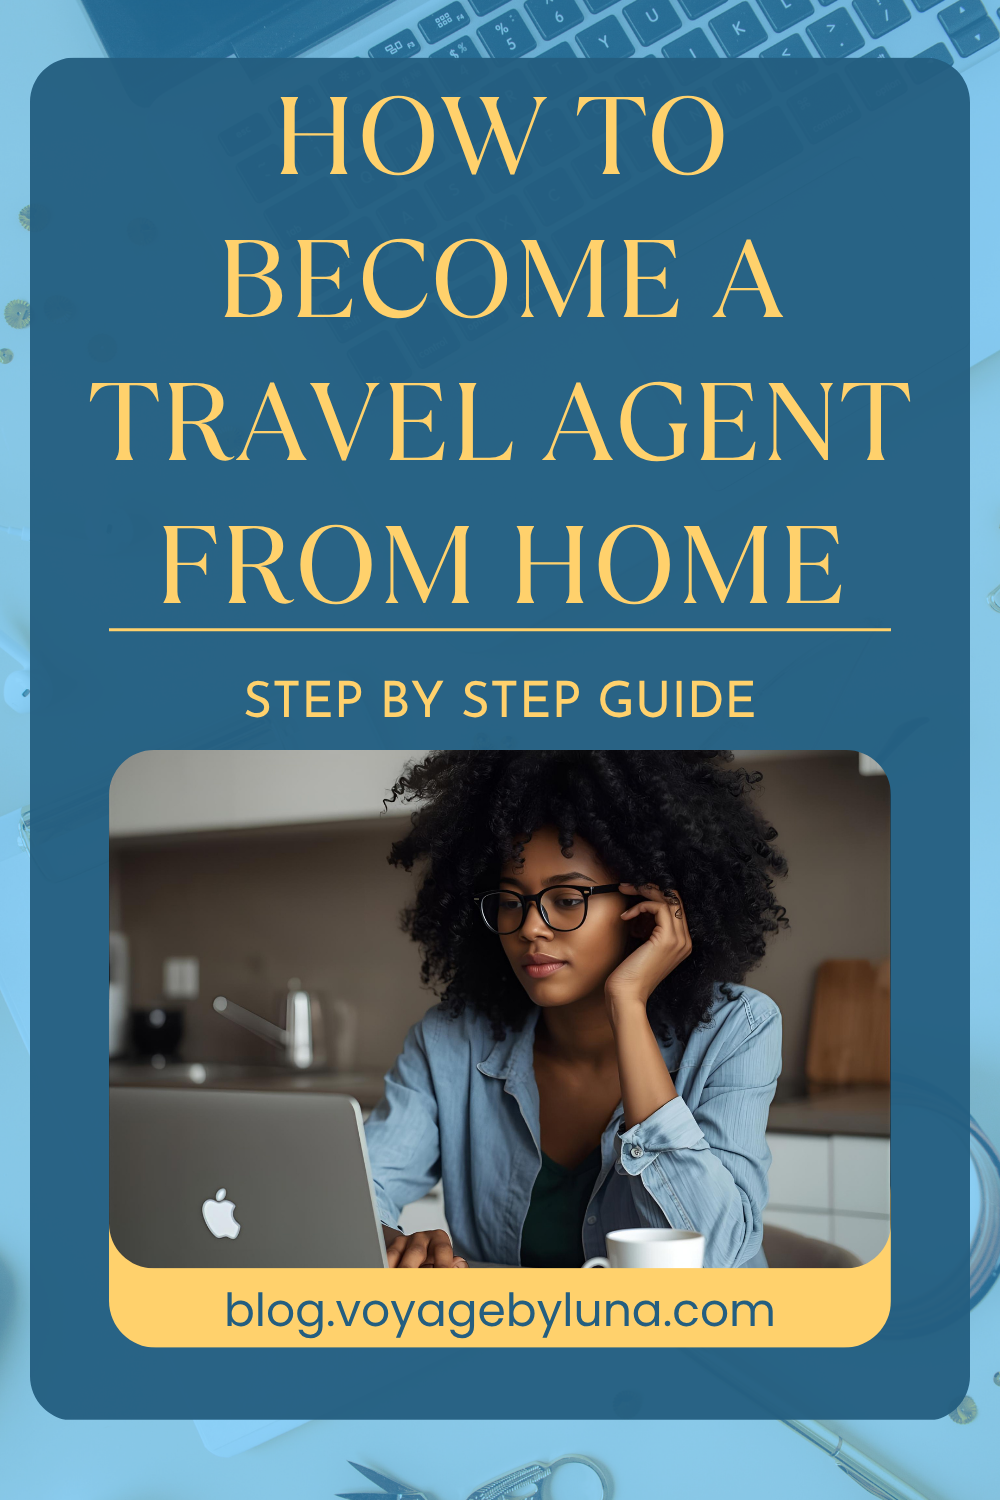 HOW TO
BECOME A
TRAVEL AGENT
FROM HOME
STEP BY STEP GUIDE
blog.voyagebyluna.com